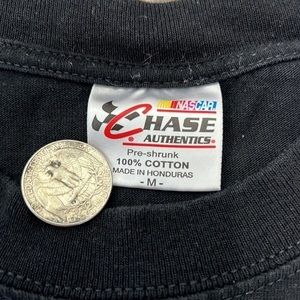 NASCAR
CHASE
AUTHENTICS
Pre-shrunk
100% COTTON
MADE IN HONDURAS
- M -